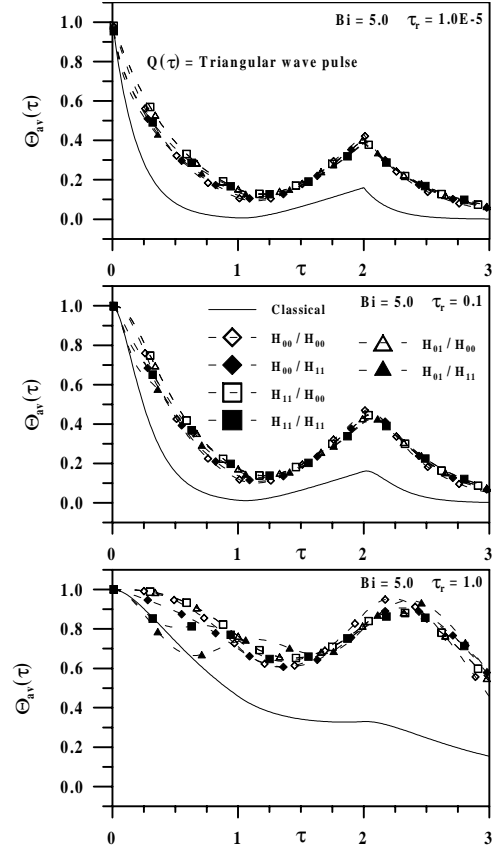 Bi = 5.0 τr = 1.0E-5
Q(τ) = Triangular wave pulse
Θav(τ)
1.0
0.8
0.6
0.4
0.2
0.0
0 1 2 3
τ
Bi = 5.0 τr = 0.1
Classical
H00 / H00
H00 / H11
H11 / H00
H11 / H11
H01 / H00
H01 / H11
Θav(τ)
1.0
0.8
0.6
0.4
0.2
0.0
0 1 2 3
τ
Bi = 5.0 τr = 1.0
Θav(τ)
1.0
0.8
0.6
0.4
0.2
0.0
0 1 2 3
τ